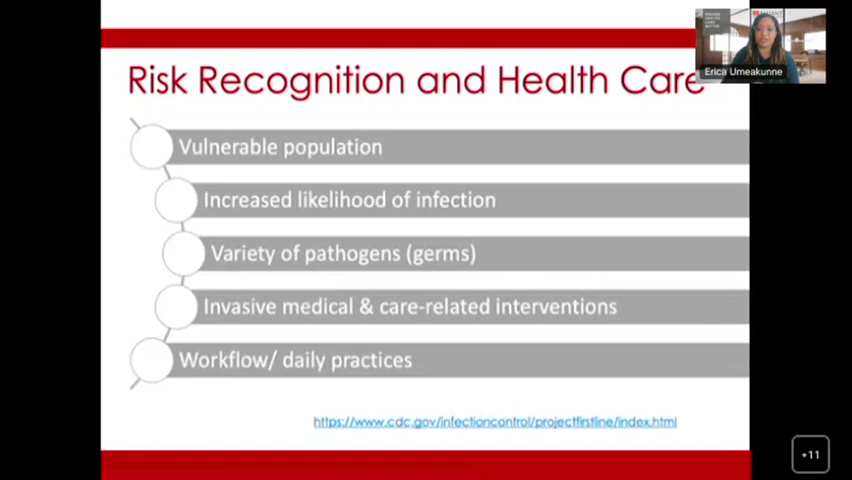 Risk Recognition and Health Care
Erica Umeakunne
Vulnerable population
Increased likelihood of infection
Variety of pathogens (germs)
Invasive medical & care-related interventions
Workflow/ daily practices
https://www.cdc.gov/infectioncontrol/projectfirstline/index.html
+11